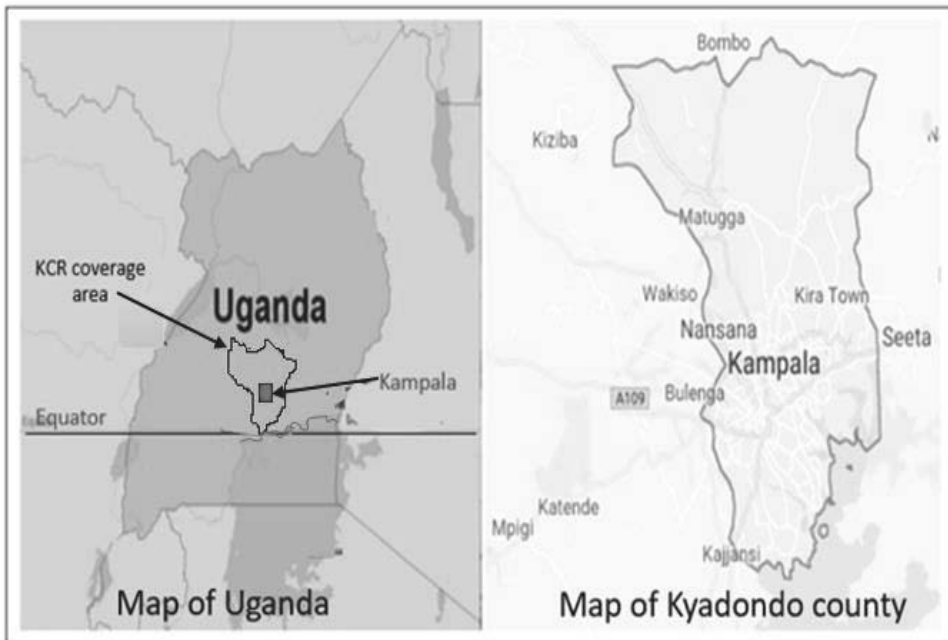 KCR coverage
area
Uganda
Kampala
Equator
Map of Uganda
Bombo
Kiziba
Matugga
Wakiso
Kira Town
Nansana
Seeta
Kampala
A109
Bulenga
Katende
Mpigi
Kajjansi
Map of Kyadondo county